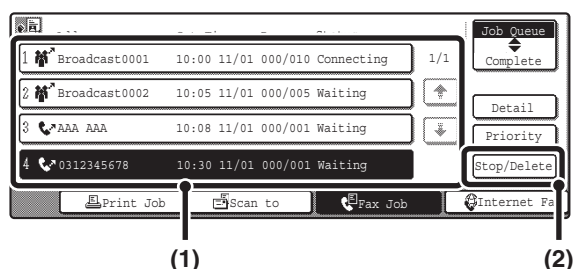 Job Queue
Complete
1 Broadcast0001 10:00 11/01 000/010 Connecting 1/1
2 Broadcast0002 10:05 11/01 000/005 Waiting
Detail
3 AAA AAA 10:08 11/01 000/001 Waiting
Priority
4 0312345678 10:30 11/01 000/001 Waiting
Stop/Delete
Print Job Scan to Fax Job Internet Fa
(1) (2)